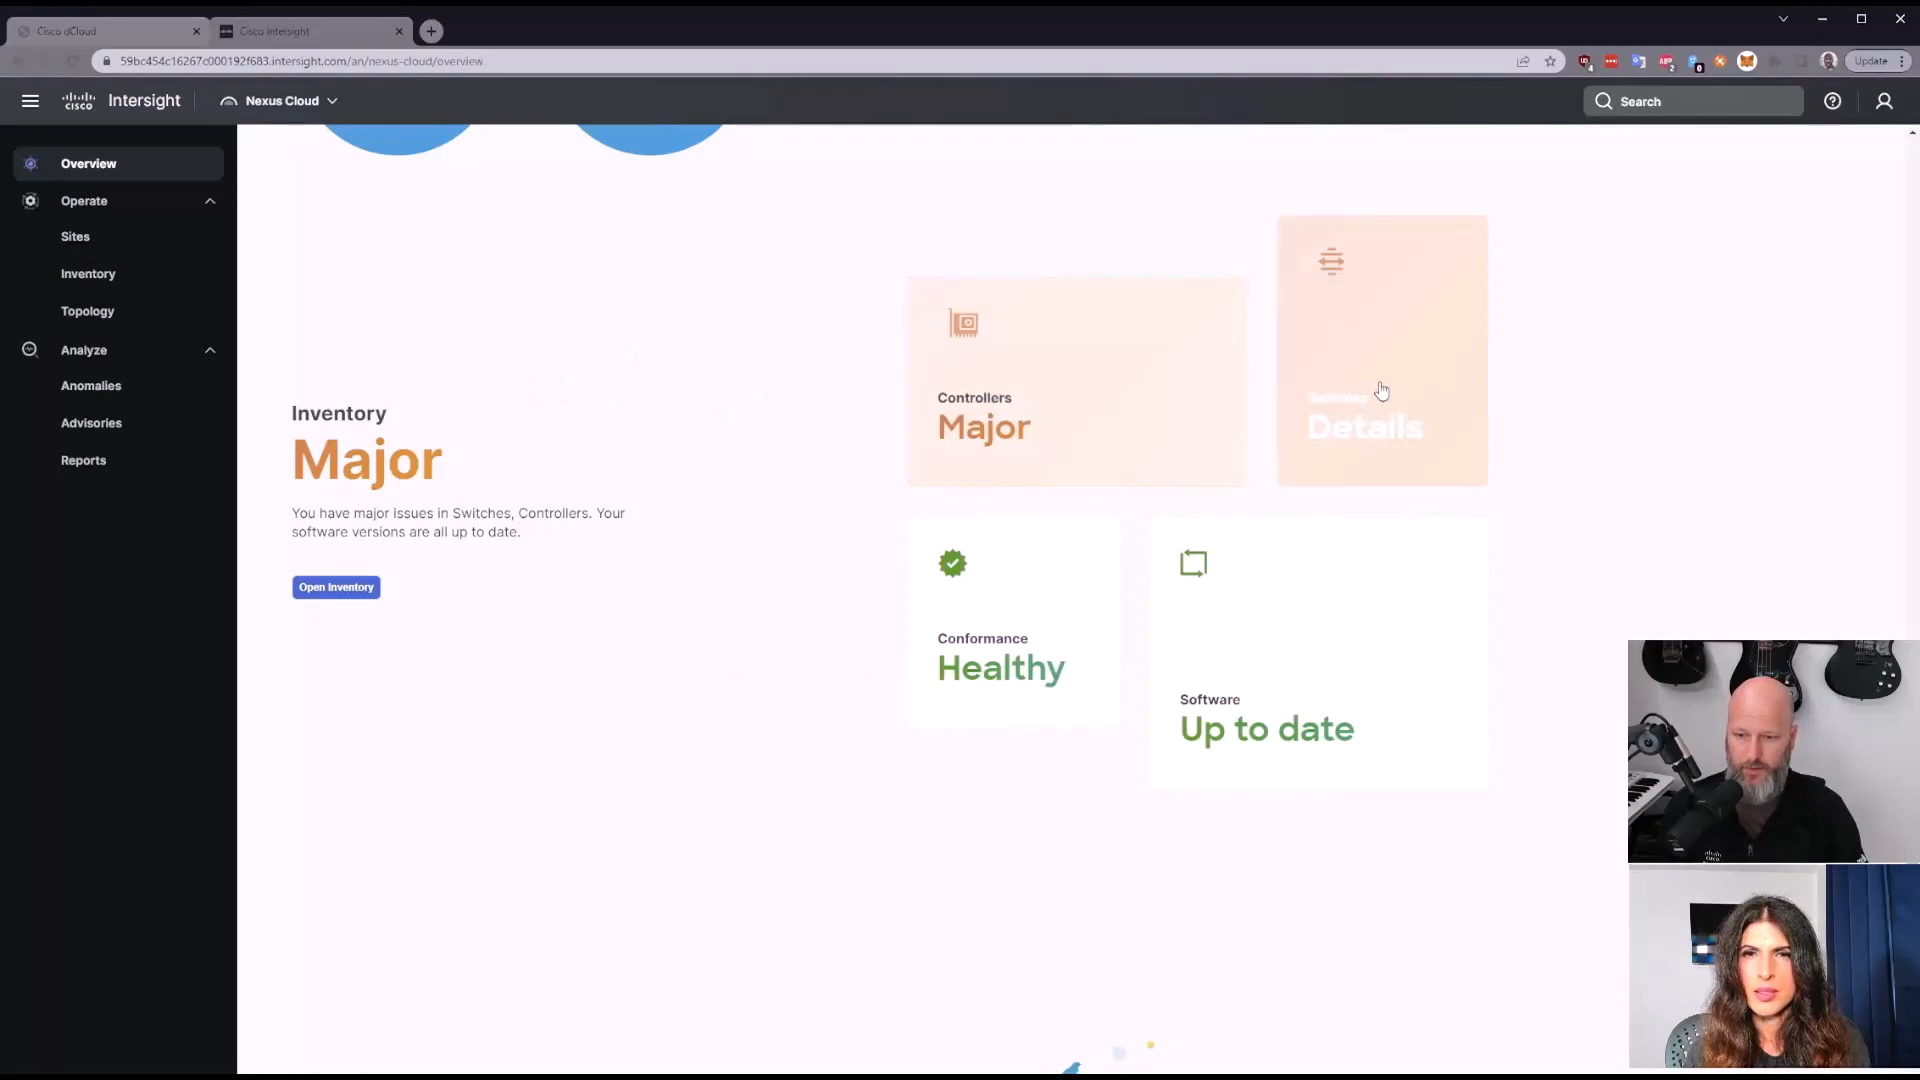 Cisco dCloud
Cisco Intersight
59bc454c16267c000192f683.intersight.com/an/nexus-cloud/overview
Update
CISCO
Intersight
Nexus Cloud
Search
Overview
Operate
Sites
Inventory
Topology
Analyze
Anomalies
Advisories
Reports
Inventory
Major
You have major issues in Switches, Controllers. Your
software versions are all up to date.
Open Inventory
Controllers
Major
Switches
Details
Conformance
Healthy
Software
Up to date